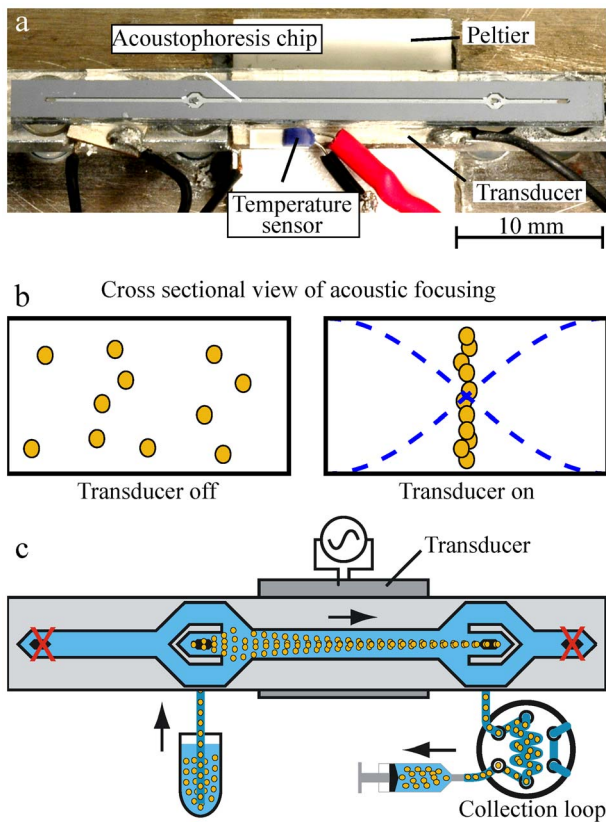 a
Acoustophoresis chip
Peltier
Temperature
sensor
Transducer
10 mm
b
Cross sectional view of acoustic focusing
Transducer off
Transducer on
c
Transducer
Collection loop